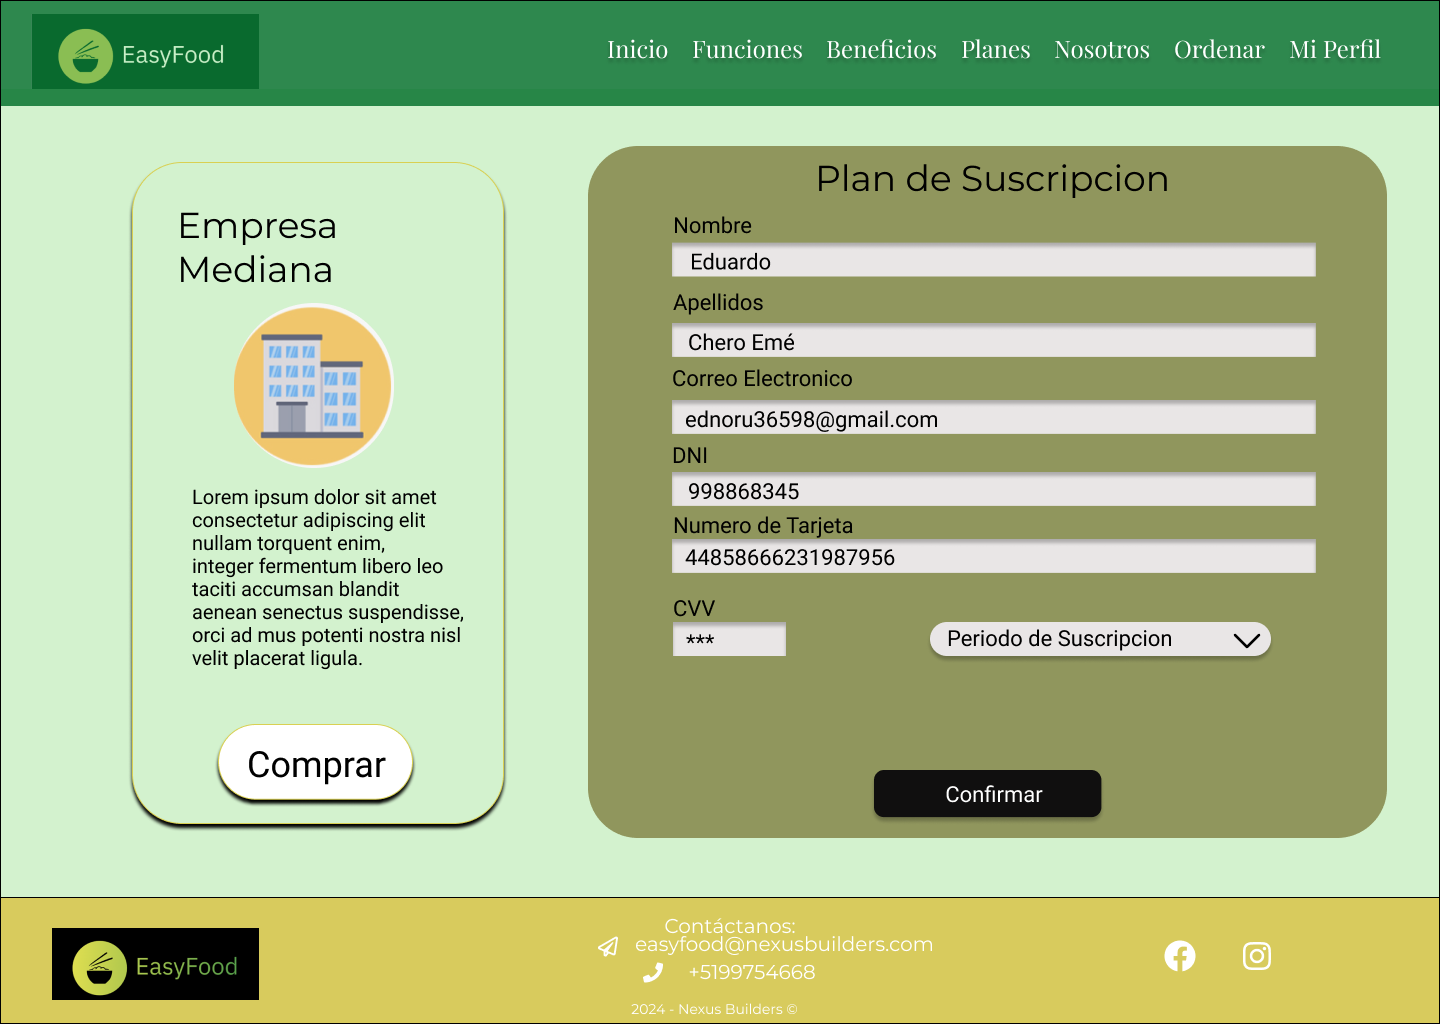 EasyFood
Inicio Funciones Beneficios Planes Nosotros Ordenar Mi Perfil
Empresa
Mediana
Lorem ipsum dolor sit amet
consectetur adipiscing elit
nullam torquent enim,
integer fermentum libero leo
taciti accumsan blandit
aenean senectus suspendisse,
orci ad mus potenti nostra nisl
velit placerat ligula.
Comprar
Plan de Suscripcion
Nombre
Eduardo
Apellidos
Chero Emé
Correo Electronico
ednoru36598@gmail.com
DNI
998868345
Numero de Tarjeta
44858666231987956
CVV
***
Periodo de Suscripcion
Confirmar
EasyFood
Contáctanos:
easyfood@nexusbuilders.com
+5199754668
2024 - Nexus Builders ©